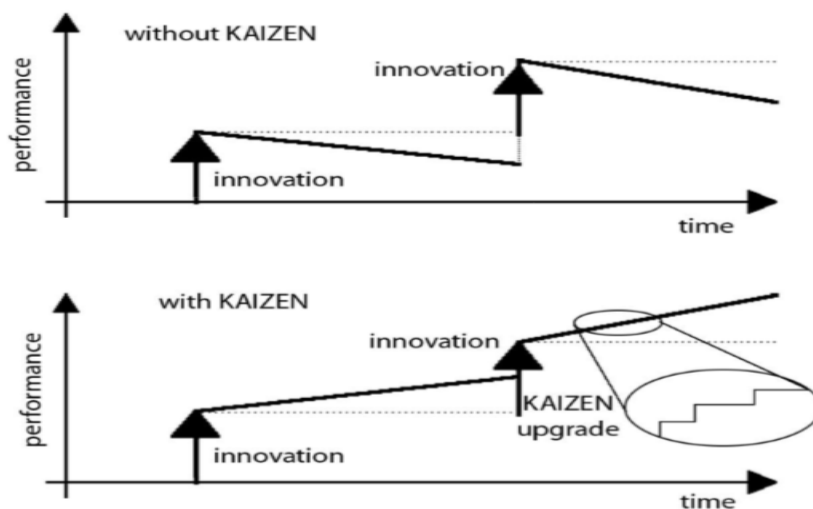 without KAIZEN
innovation
performance
innovation
time
with KAIZEN
innovation
performance
KAIZEN
upgrade
innovation
time